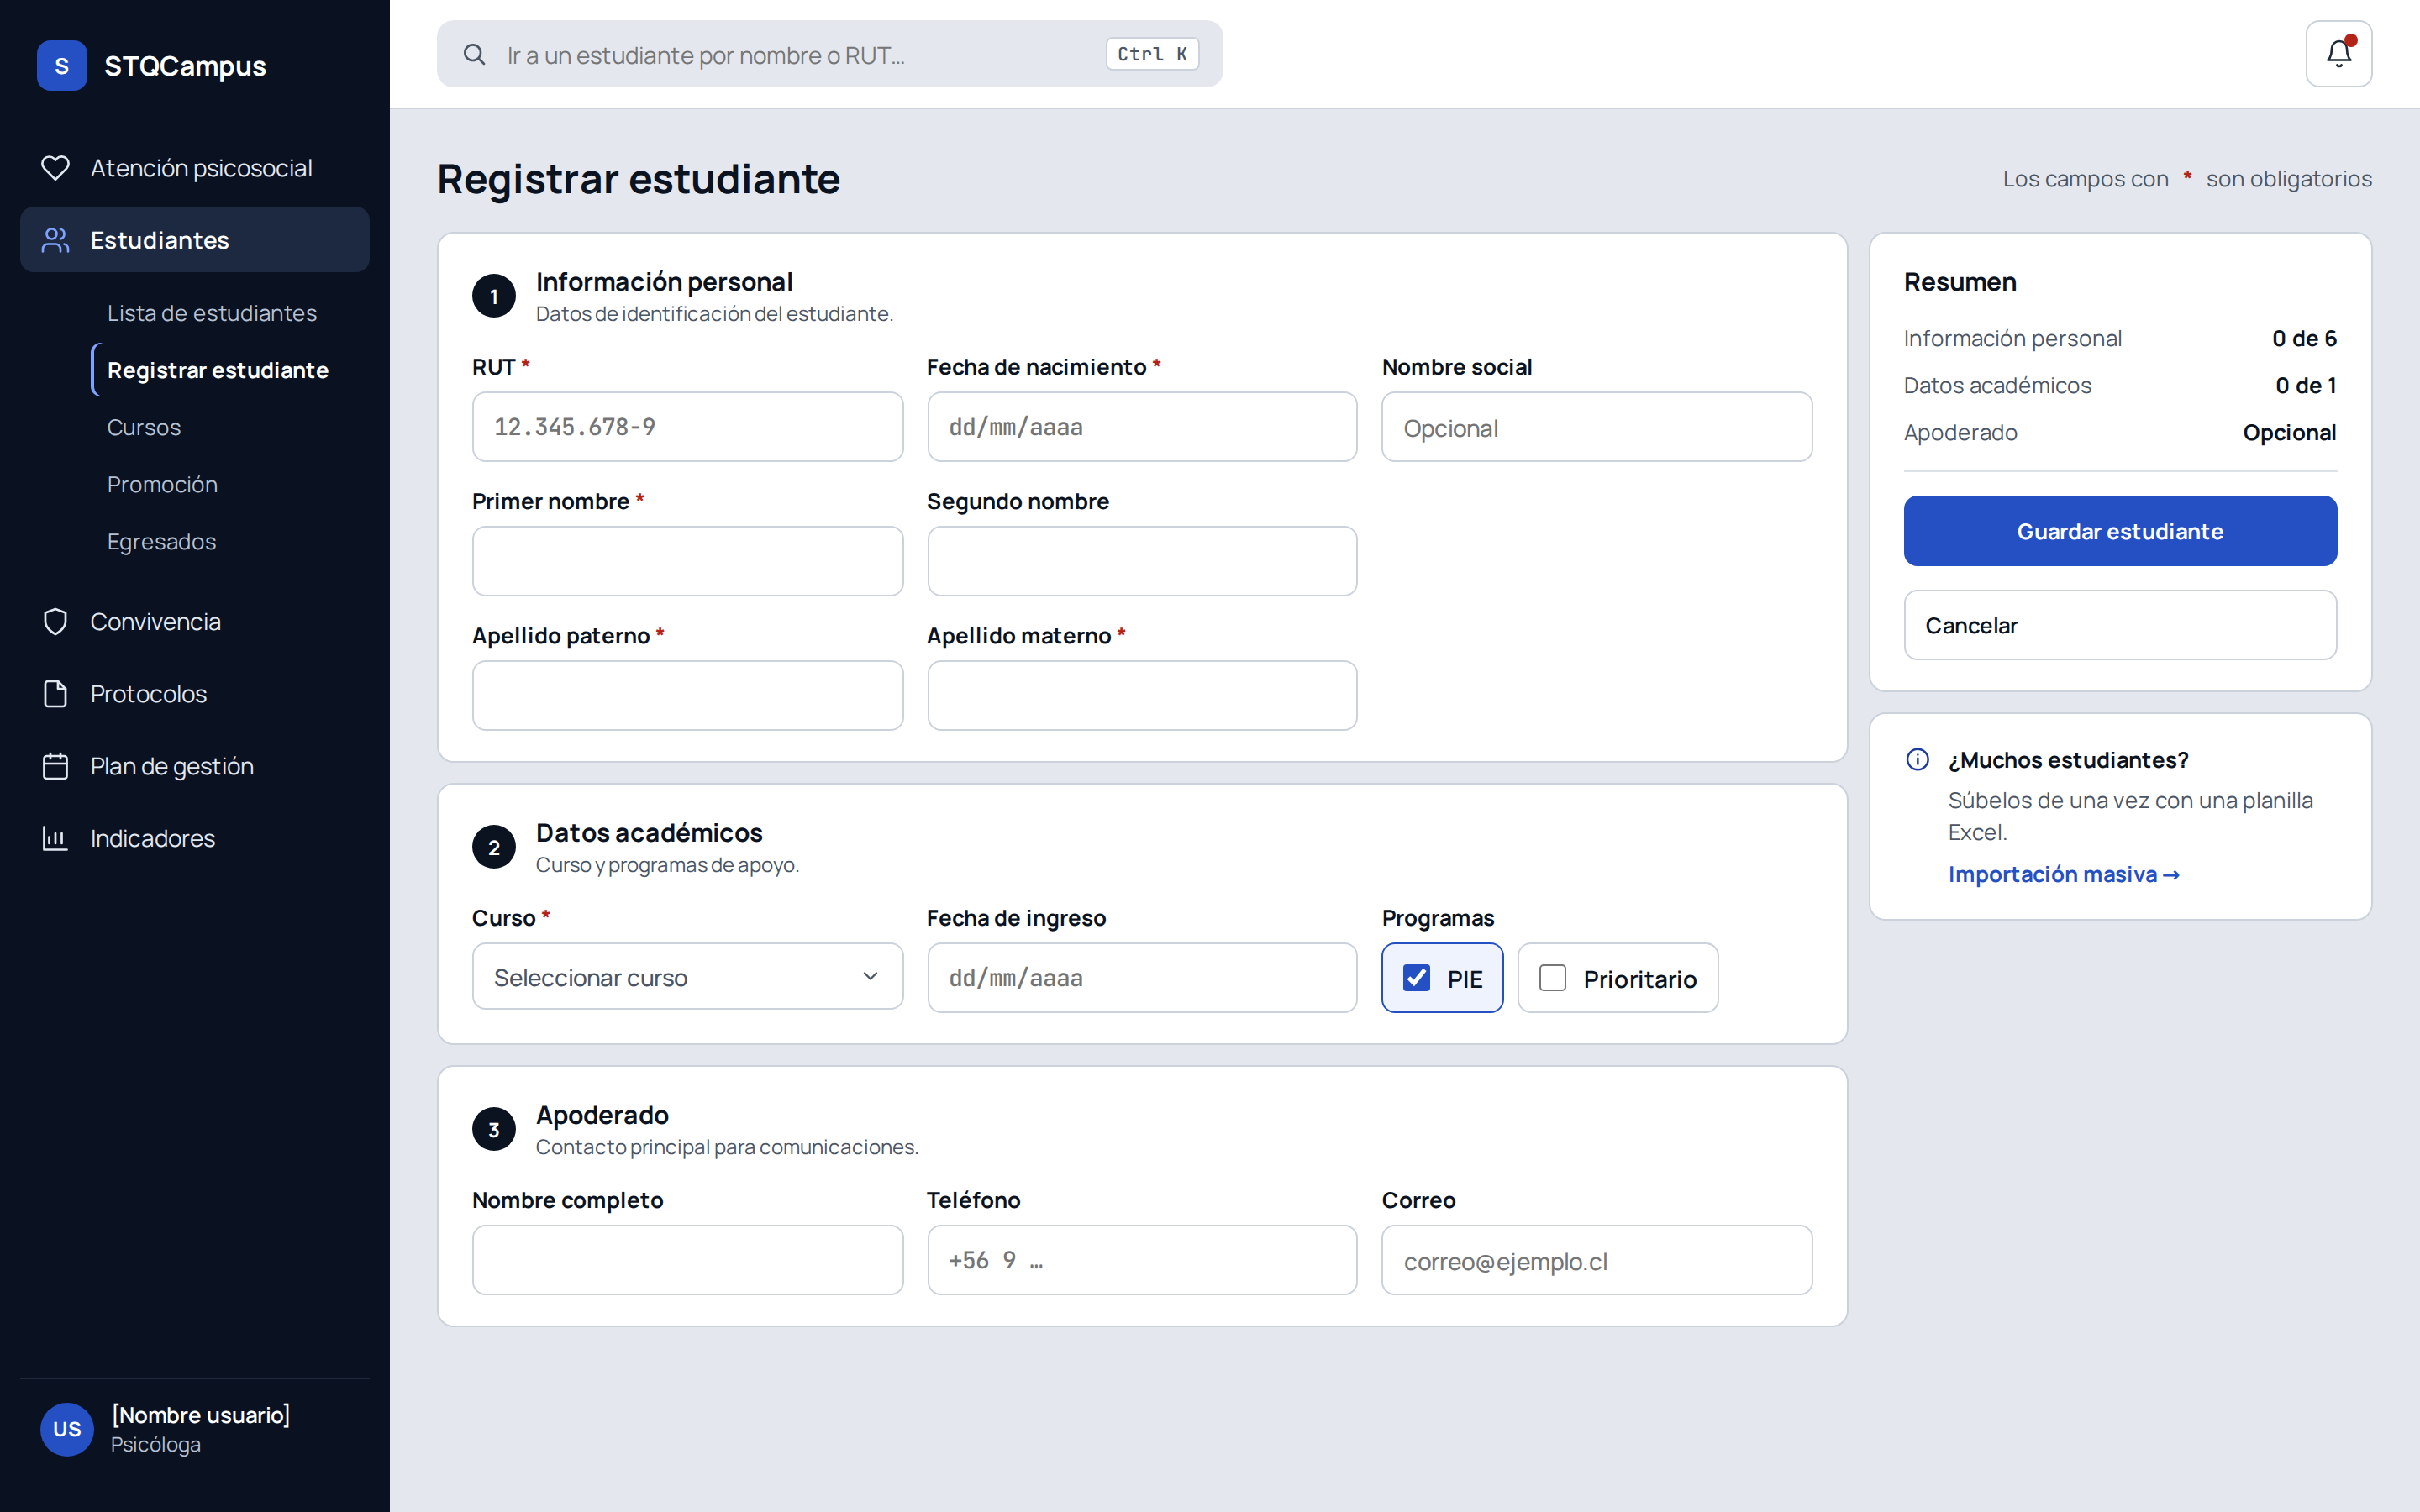 S STQCampus
Atención psicosocial
Estudiantes
Lista de estudiantes
Registrar estudiante
Cursos
Promoción
Egresados
Convivencia
Protocolos
Plan de gestión
Indicadores
US
[Nombre usuario]
Psicóloga
Ir a un estudiante por nombre o RUT... Ctrl K
Registrar estudiante
Los campos con * son obligatorios
1
Información personal
Datos de identificación del estudiante.
RUT * Fecha de nacimiento * Nombre social
12.345.678-9 dd/mm/aaaa Opcional
Primer nombre * Segundo nombre
Apellido paterno * Apellido materno *
2
Datos académicos
Curso y programas de apoyo.
Curso * Fecha de ingreso Programas
Seleccionar curso dd/mm/aaaa PIE Prioritario
3
Apoderado
Contacto principal para comunicaciones.
Nombre completo Teléfono Correo
+56 9 … correo@ejemplo.cl
Resumen
Información personal 0 de 6
Datos académicos 0 de 1
Apoderado Opcional
Guardar estudiante
Cancelar
¿Muchos estudiantes?
Súbelos de una vez con una planilla
Excel.
Importación masiva →